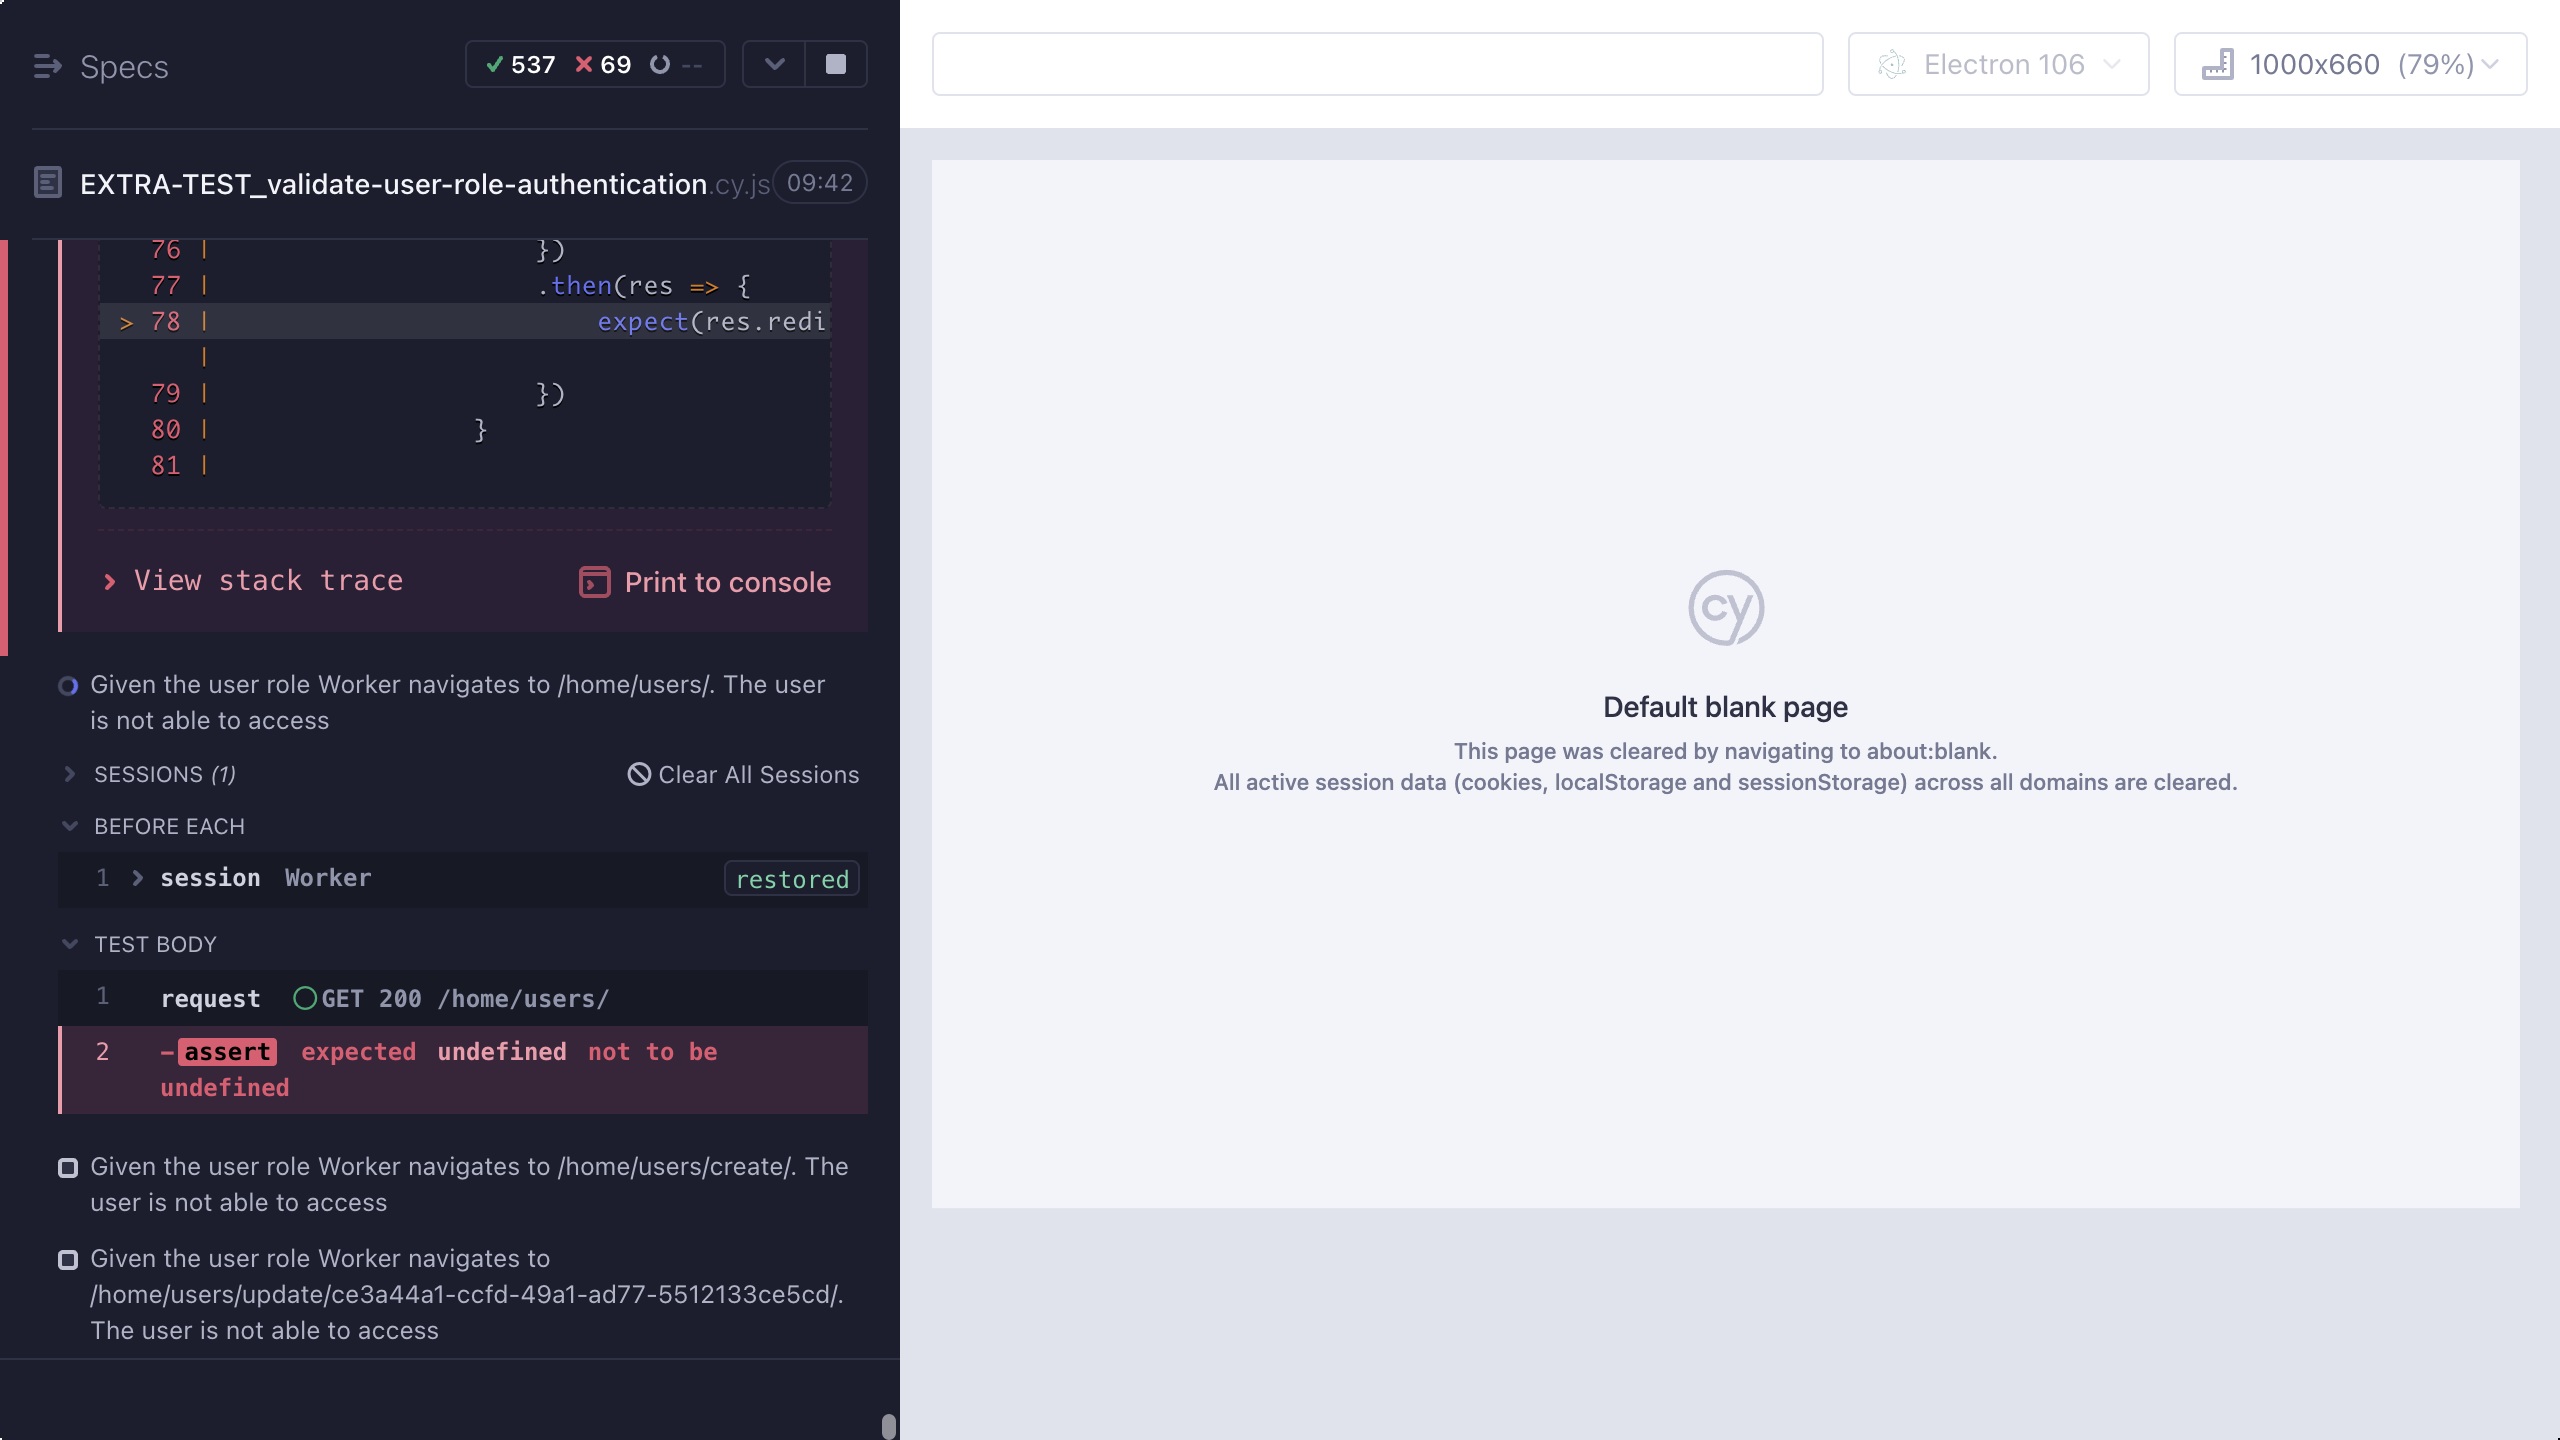 Specs
537 69 --
EXTRA-TEST_validate-user-role-authentication.cy.js 09:42
76 | })
77 | .then(res => {
> 78 | expect(res.redi
|
79 | })
80 | }
81 |
View stack trace
Print to console
Given the user role Worker navigates to /home/users/. The user
is not able to access
SESSIONS (1)
Clear All Sessions
BEFORE EACH
1 session Worker restored
TEST BODY
1 request GET 200 /home/users/
2 -assert expected undefined not to be
undefined
Given the user role Worker navigates to /home/users/create/. The
user is not able to access
Given the user role Worker navigates to
/home/users/update/ce3a44a1-ccfd-49a1-ad77-5512133ce5cd/.
The user is not able to access
Electron 106
1000x660 (79%)
cy
Default blank page
This page was cleared by navigating to about:blank.
All active session data (cookies, localStorage and sessionStorage) across all domains are cleared.